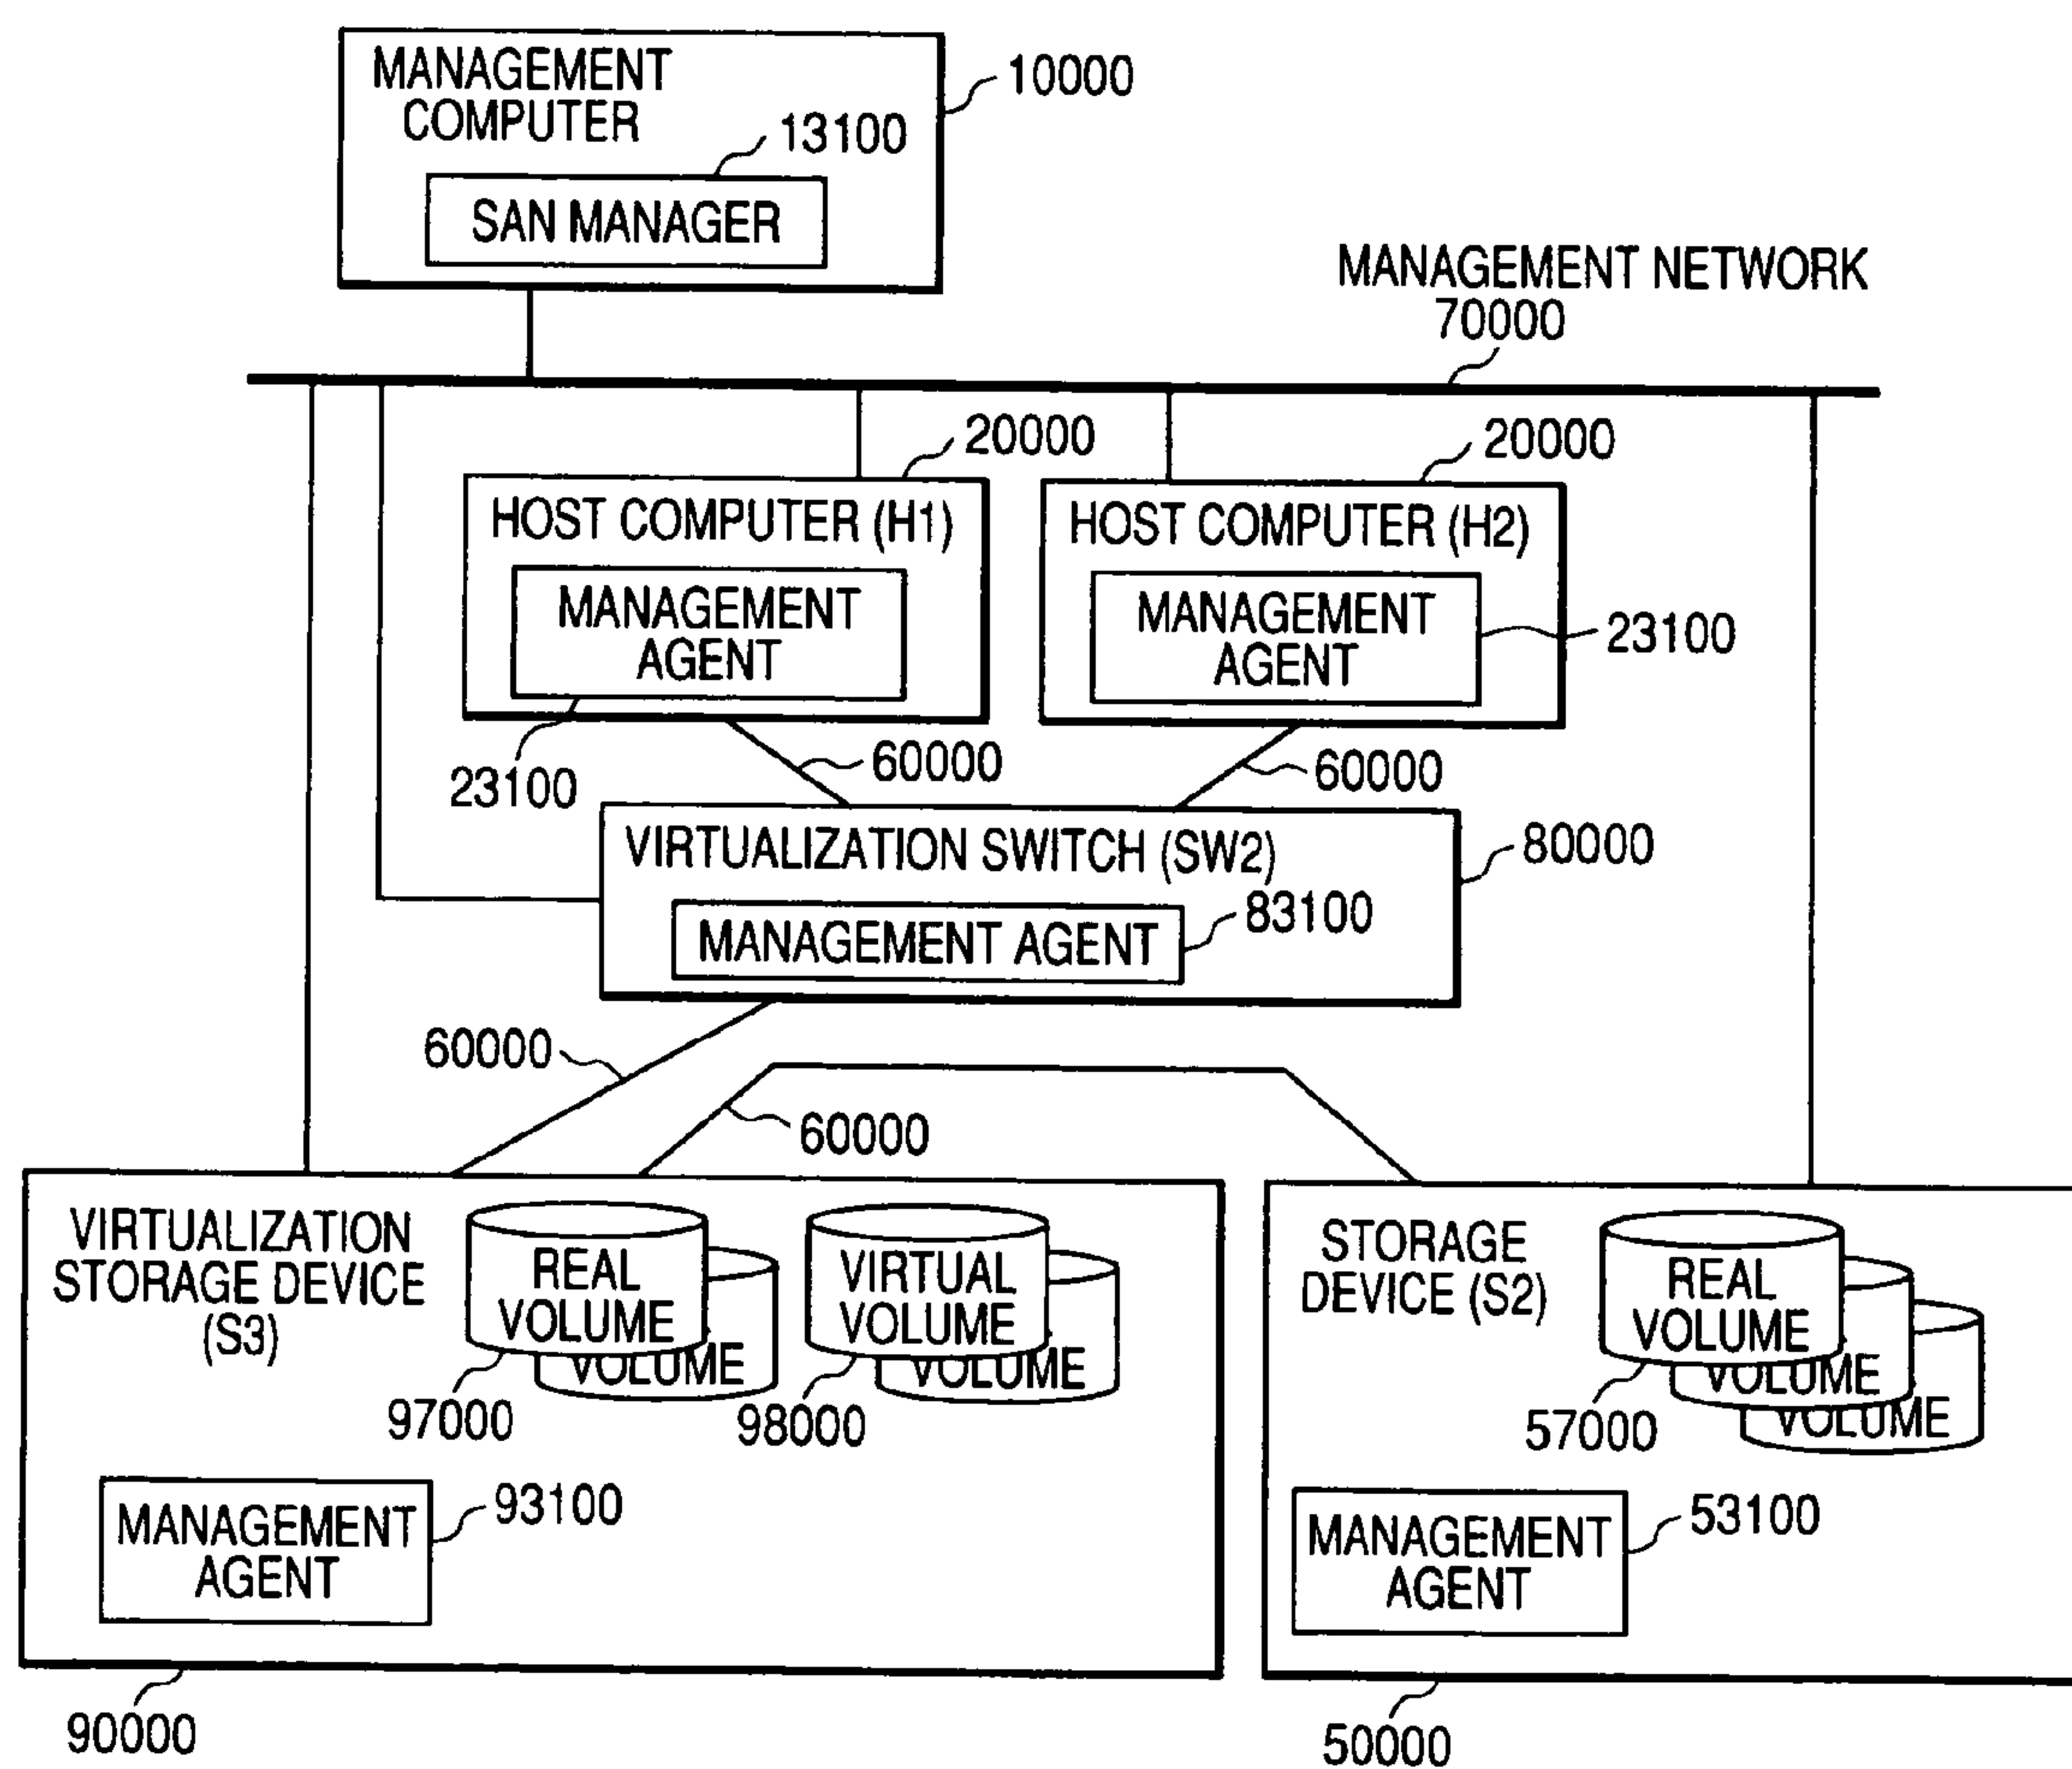 MANAGEMENT
COMPUTER
10000
13100
SAN MANAGER
MANAGEMENT NETWORK
70000
20000
20000
HOST COMPUTER (H1)
MANAGEMENT
AGENT
23100
HOST COMPUTER (H2)
MANAGEMENT
AGENT
23100
60000
60000
VIRTUALIZATION SWITCH (SW2)
80000
MANAGEMENT AGENT
83100
60000
60000
VIRTUALIZATION
STORAGE DEVICE
(S3)
REAL
VOLUME
VOLUME
97000
VIRTUAL
VOLUME
VOLUME
98000
MANAGEMENT
AGENT
93100
90000
STORAGE
DEVICE (S2)
REAL
VOLUME
VOLUME
VOLUME
57000
MANAGEMENT
AGENT
53100
50000